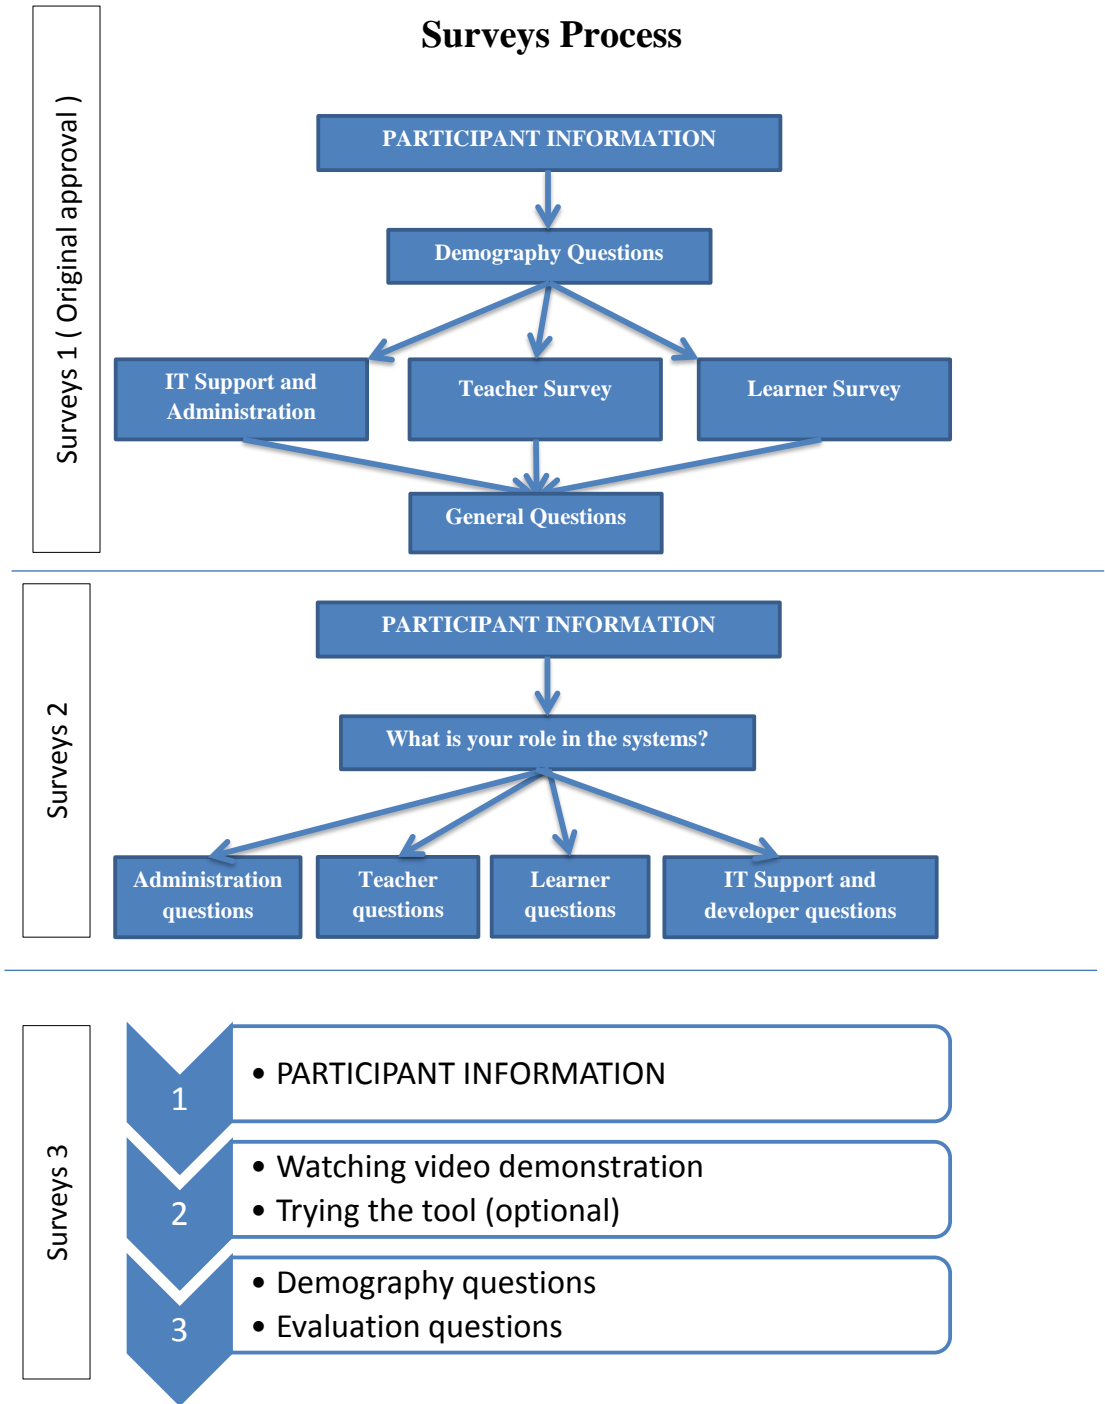 Surveys Process
Surveys 1 ( Original approval )
PARTICIPANT INFORMATION
Demography Questions
IT Support and
Administration
Teacher Survey
Learner Survey
General Questions
Surveys 2
PARTICIPANT INFORMATION
What is your role in the systems?
Administration
questions
Teacher
questions
Learner
questions
IT Support and
developer questions
Surveys 3
1
• PARTICIPANT INFORMATION
2
• Watching video demonstration
• Trying the tool (optional)
3
• Demography questions
• Evaluation questions